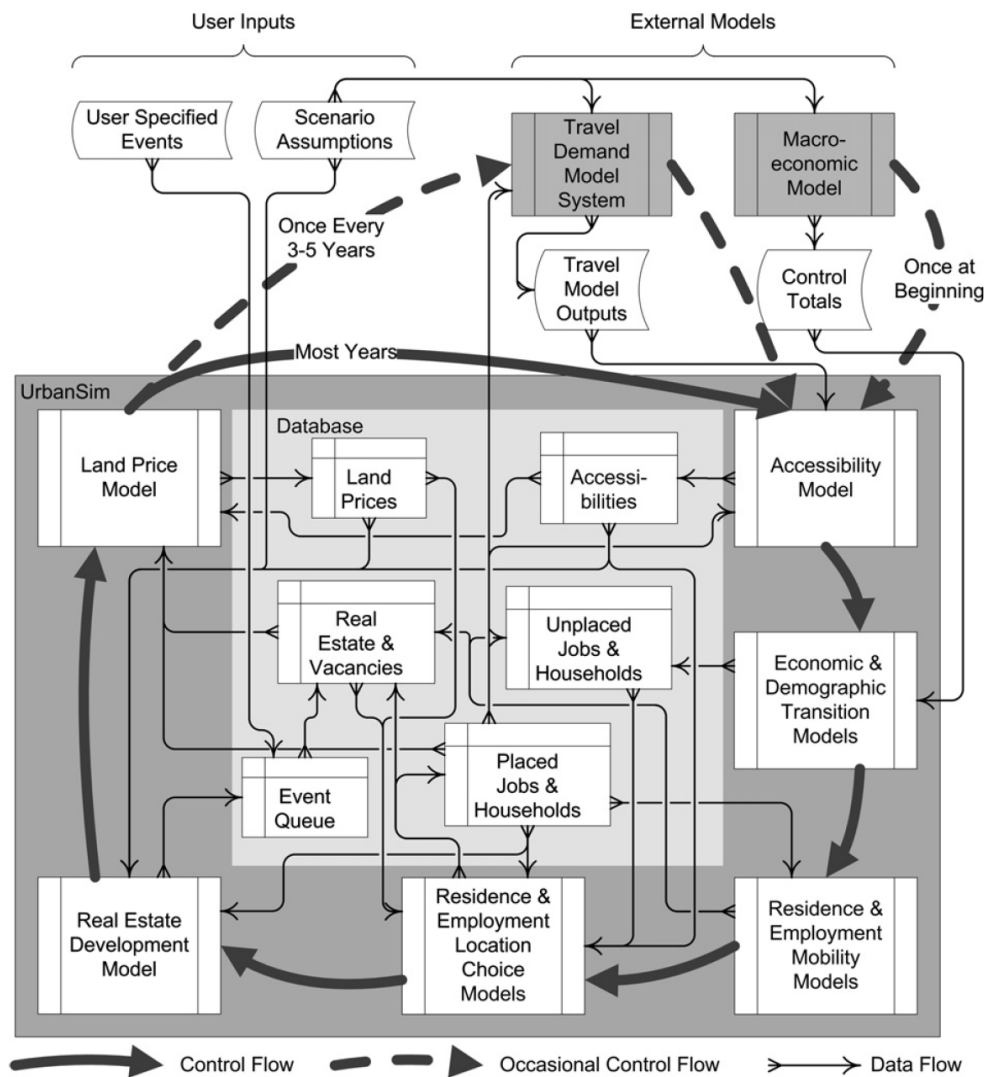 User Inputs
External Models
User Specified
Events
Scenario
Assumptions
Travel
Demand
Model
System
Macro-
economic
Model
Once Every
3-5 Years
Travel
Model
Outputs
Control
Totals
Once at
Beginning
Most Years
UrbanSim
Database
Land Price
Model
Land
Prices
Accessi-
bilities
Accessibility
Model
Real
Estate &
Vacancies
Unplaced
Jobs &
Households
Economic &
Demographic
Transition
Models
Event
Queue
Placed
Jobs &
Households
Real Estate
Development
Model
Residence &
Employment
Location
Choice
Models
Residence &
Employment
Mobility
Models
Control Flow
Occasional Control Flow
Data Flow